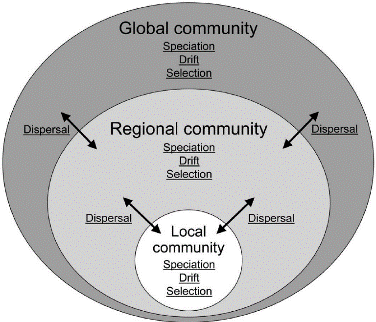 Global community
Speciation
Drift
Selection
Dispersal
Dispersal
Regional community
Speciation
Drift
Selection
Dispersal
Dispersal
Local
community
Speciation
Drift
Selection